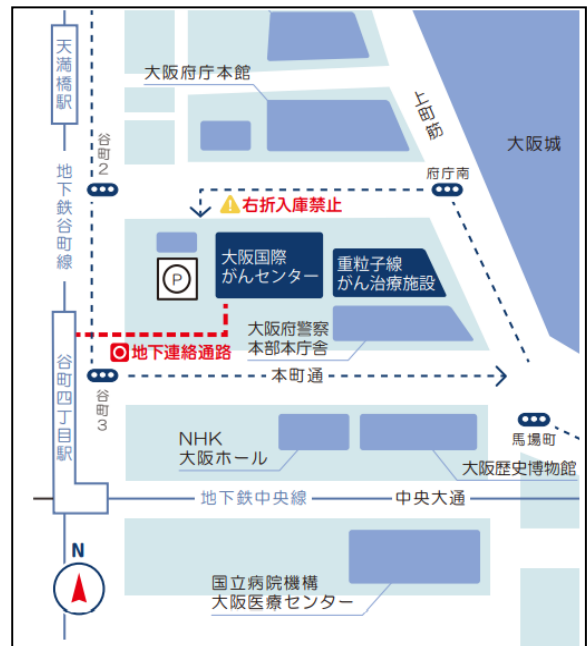 天満橋駅
大阪府庁本館
上町筋
大阪城
谷町2
府庁南
地下鉄谷町線
右折入庫禁止
大阪国際
がんセンター
重粒子線
がん治療施設
P
大阪府警察
本部本庁舎
地下連絡通路
谷町四丁目駅
谷町3
本町通
馬場町
NHK
大阪ホール
大阪歴史博物館
地下鉄中央線
中央大通
N
国立病院機構
大阪医療センター